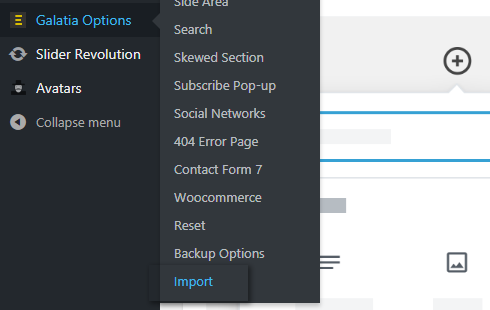 Galatia Options
Slider Revolution
Avatars
Collapse menu
Side Area
Search
Skewed Section
Subscribe Pop-up
Social Networks
404 Error Page
Contact Form 7
Woocommerce
Reset
Backup Options
Import